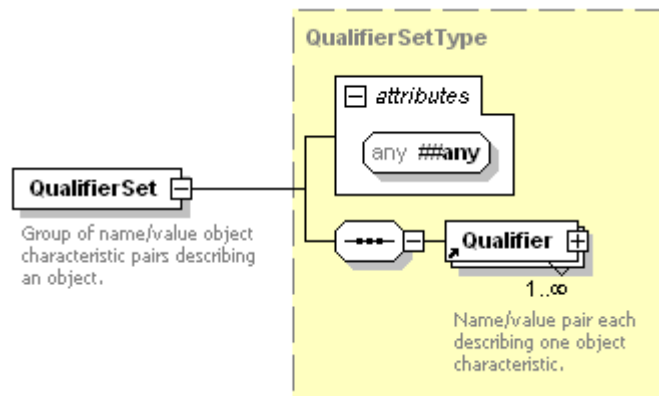 QualifierSetType
attributes
any ##any
QualifierSet
Group of name/value object
characteristic pairs describing
an object.
Qualifier
1..∞
Name/value pair each
describing one object
characteristic.